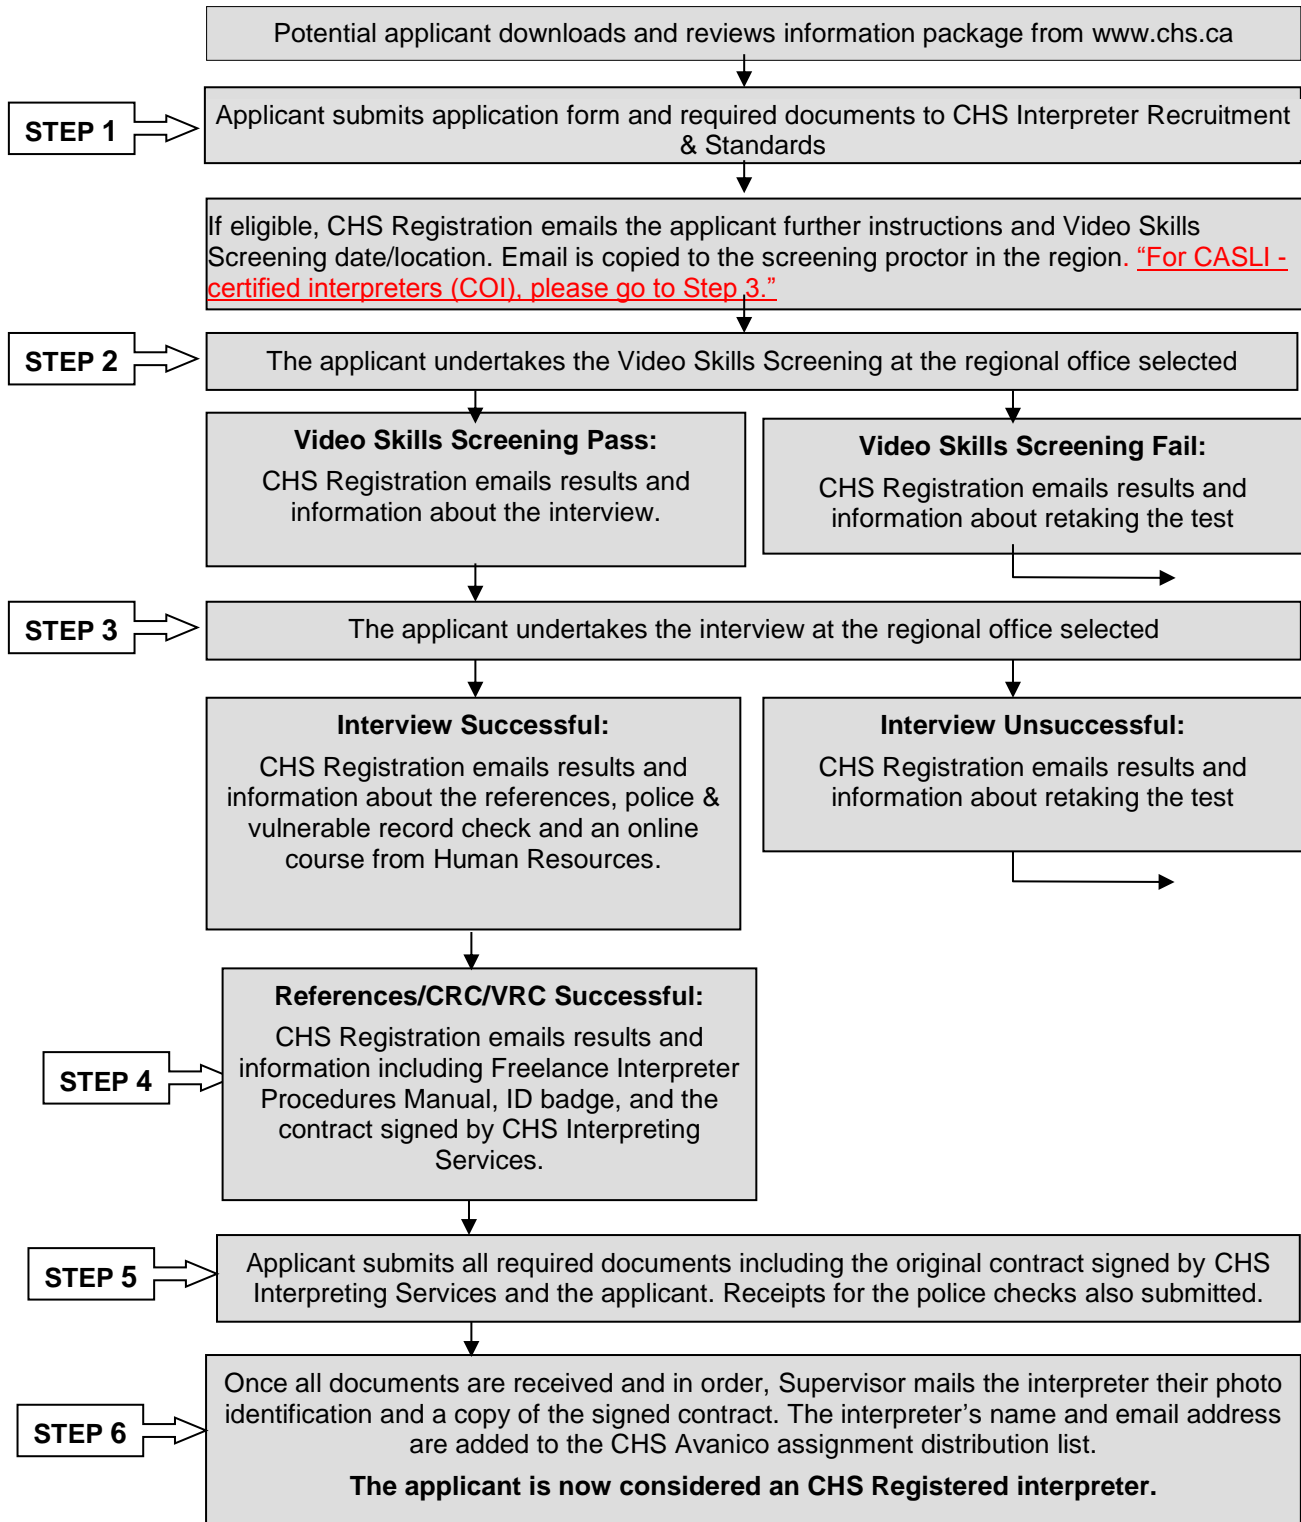 Potential applicant downloads and reviews information package from www.chs.ca
STEP 1
Applicant submits application form and required documents to CHS Interpreter Recruitment
& Standards
If eligible, CHS Registration emails the applicant further instructions and Video Skills
Screening date/location. Email is copied to the screening proctor in the region. “For CASLI -
certified interpreters (COI), please go to Step 3.”
STEP 2
The applicant undertakes the Video Skills Screening at the regional office selected
Video Skills Screening Pass:
CHS Registration emails results and
information about the interview.
Video Skills Screening Fail:
CHS Registration emails results and
information about retaking the test
STEP 3
The applicant undertakes the interview at the regional office selected
Interview Successful:
CHS Registration emails results and
information about the references, police &
vulnerable record check and an online
course from Human Resources.
Interview Unsuccessful:
CHS Registration emails results and
information about retaking the test
STEP 4
References/CRC/VRC Successful:
CHS Registration emails results and
information including Freelance Interpreter
Procedures Manual, ID badge, and the
contract signed by CHS Interpreting
Services.
STEP 5
Applicant submits all required documents including the original contract signed by CHS
Interpreting Services and the applicant. Receipts for the police checks also submitted.
STEP 6
Once all documents are received and in order, Supervisor mails the interpreter their photo
identification and a copy of the signed contract. The interpreter’s name and email address
are added to the CHS Avanico assignment distribution list.
The applicant is now considered an CHS Registered interpreter.